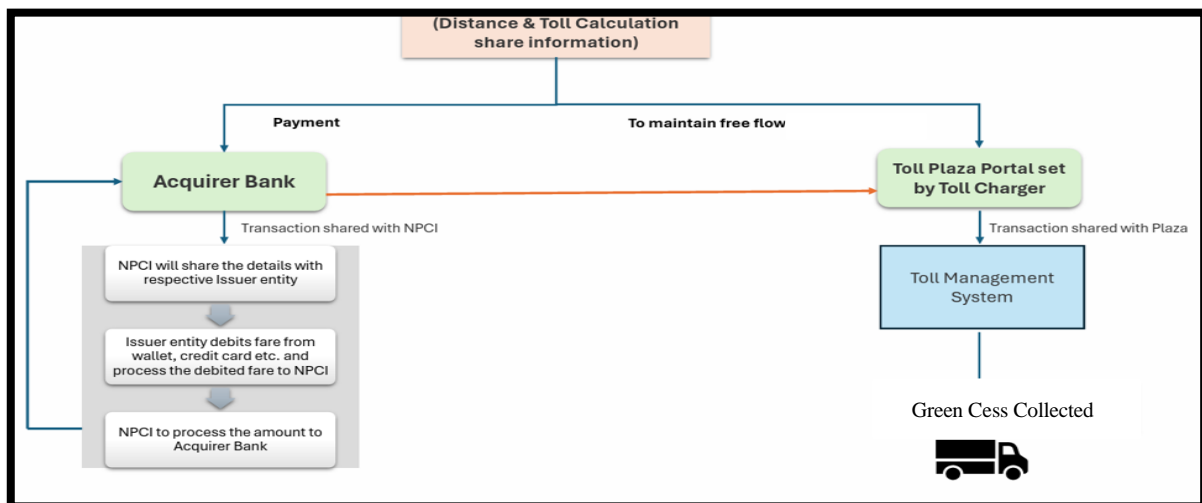 (Distance & Toll Calculation
share information)
Payment
To maintain free flow
Acquirer Bank
Toll Plaza Portal set
by Toll Charger
Transaction shared with NPCI
Transaction shared with Plaza
NPCI will share the details with
respective Issuer entity
Toll Management
System
Issuer entity debits fare from
wallet, credit card etc. and
process the debited fare to NPCI
NPCI to process the amount to
Acquirer Bank
Green Cess Collected